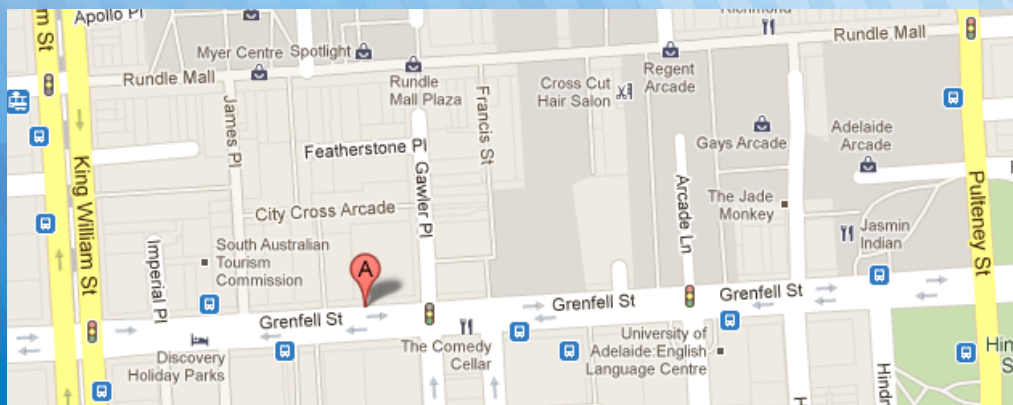 Apollo Pl
m St
Richmond
Rundle Mall
Myer Centre
Spotlight
Rundle Mall
Rundle
Mall Plaza
Regent
Arcade
Cross Cut
Hair Salon
James Pl
Francis St
Featherstone Pl
Gays Arcade
Adelaide
Arcade
King William St
Gawler Pl
Arcade Ln
Pulteney St
City Cross Arcade
The Jade
Monkey
Jasmin
Indian
Imperial Pl
South Australian
Tourism
Commission
A
Grenfell St
Grenfell St
Grenfell St
Discovery
Holiday Parks
The Comedy
Cellar
University of
Adelaide:English
Language Centre
Hin
S
Hindr
H